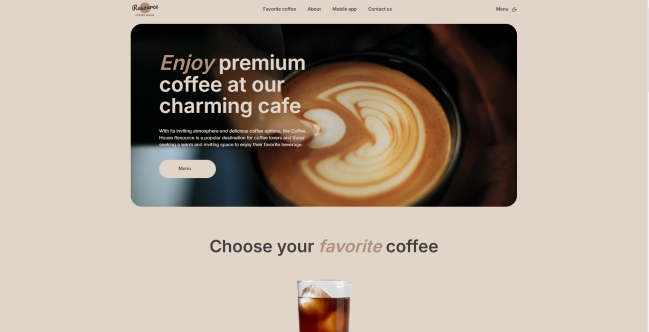 Resource
COFFEE HOUSE
Favorite coffee
About
Mobile app
Contact us
Menu
Enjoy premium
coffee at our
charming cafe
With its inviting atmosphere and delicious coffee options, the Coffee
House Resource is a popular destination for coffee lovers and those
seeking a warm and inviting space to enjoy their favorite beverage.
Menu
Choose your favorite coffee